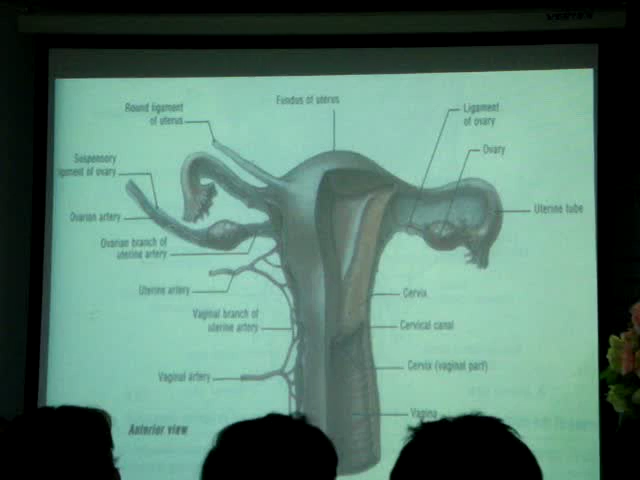 VERTEX
Round ligament
of uterus
Fundus of uterus
Ligament
of ovary
Suspensory
ligament of ovary
Ovary
Ovarian artery
Uterine tube
Ovarian branch of
uterine artery
Uterine artery
Cervix
Vaginal branch of
uterine artery
Cervical canal
Cervix (vaginal part)
Vaginal artery
Vagina
Anterior view